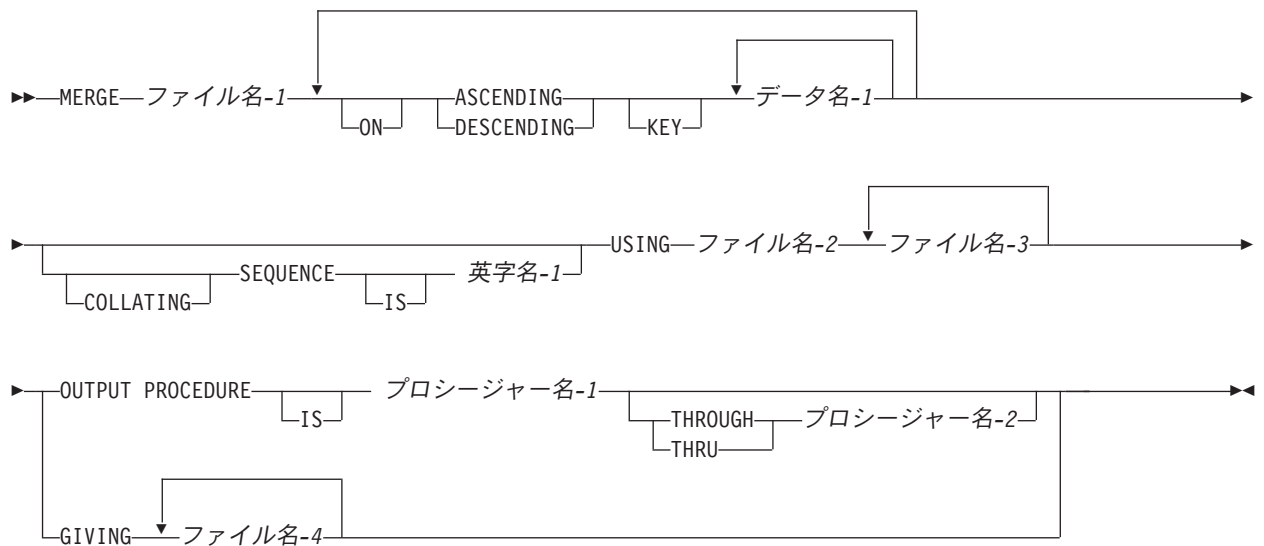 MERGE ファイル名-1 ASCENDING データ名-1
ON DESCENDING KEY
USING ファイル名-2 ファイル名-3
SEQUENCE 英字名-1
COLLATING IS
OUTPUT PROCEDURE プロシージャー名-1
IS THROUGH プロシージャー名-2
THRU
GIVING ファイル名-4